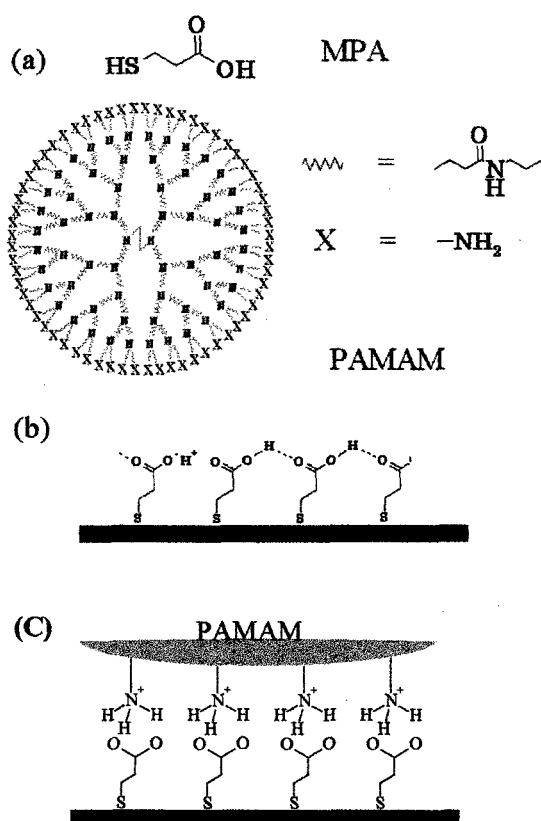 (a)
HS
O
OH
MPA
=
O
N
H
X = –NH₂
PAMAM
(b)
O O H⁺ O O H O O H O
S S S S
(C)
PAMAM
N⁺ N⁺ N⁺ N⁺
H H H H H H H H
H H H H
O O O O O O O O
S S S S